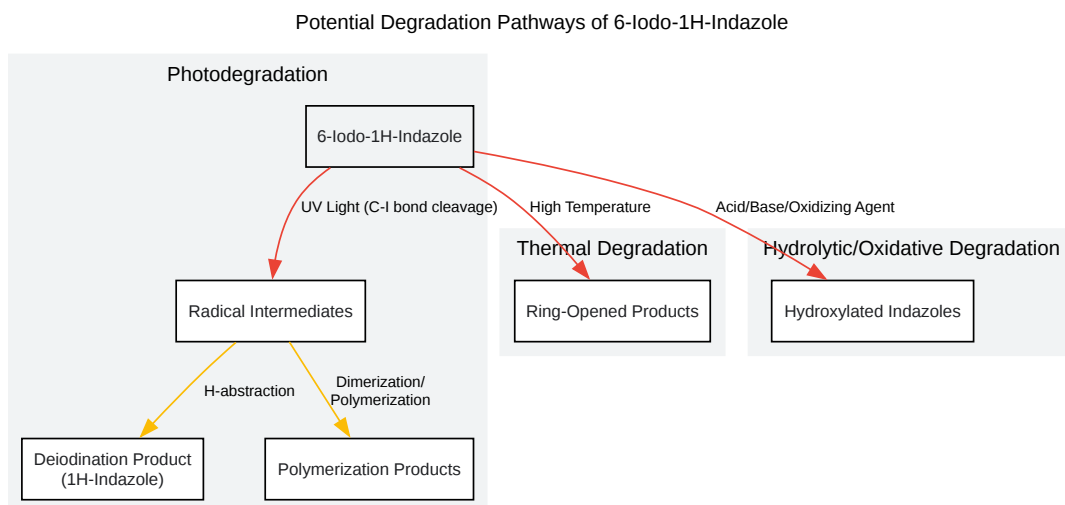 Potential Degradation Pathways of 6-Iodo-1H-Indazole
Photodegradation
6-Iodo-1H-Indazole
UV Light (C-I bond cleavage)
High Temperature
Acid/Base/Oxidizing Agent
Thermal Degradation
Hydrolytic/Oxidative Degradation
Radical Intermediates
Ring-Opened Products
Hydroxylated Indazoles
H-abstraction
Dimerization/
Polymerization
Deiodination Product
(1H-Indazole)
Polymerization Products